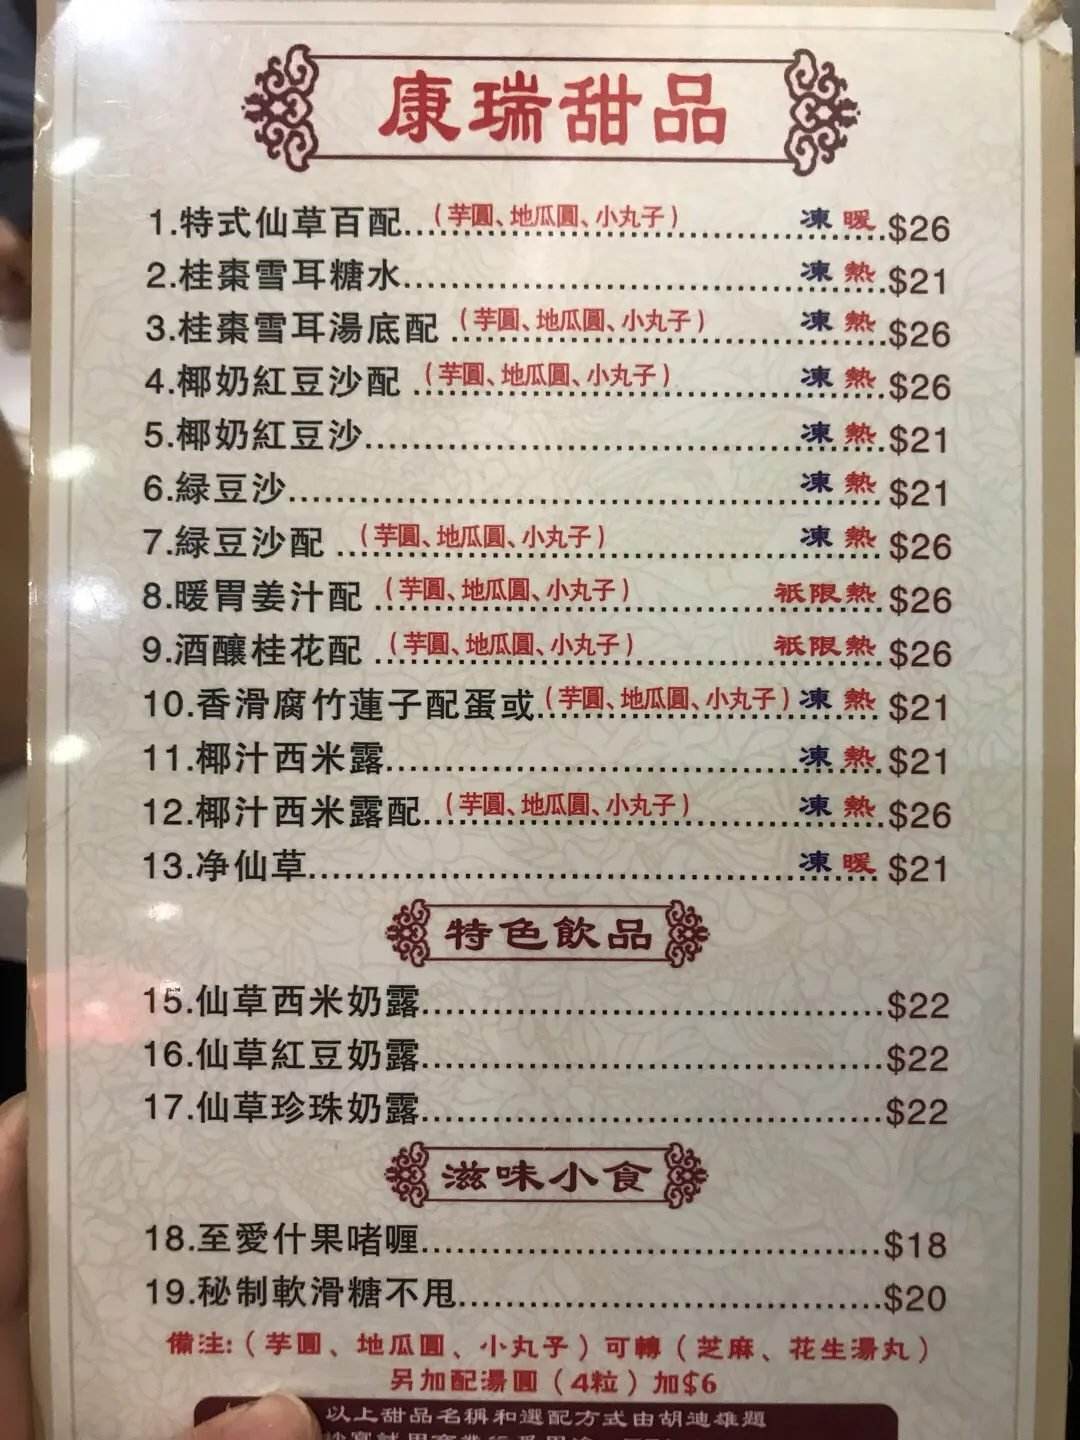 康瑞甜品
1.特式仙草百配...(芋圓、地瓜圓、小丸子) 凍 暖 $26
2.桂棗雪耳糖水... 凍 熱 $21
3.桂棗雪耳湯底配 (芋圓、地瓜圓、小丸子) 凍 熱 $26
4.椰奶紅豆沙配 (芋圓、地瓜圓、小丸子) 凍 熱 $26
5.椰奶紅豆沙... 凍 熱 $21
6.緑豆沙... 凍 熱 $21
7.緑豆沙配 (芋圓、地瓜圓、小丸子) 凍 熱 $26
8.暖胃姜汁配 (芋圓、地瓜圓、小丸子) 祇限熱 $26
9.酒釀桂花配 (芋圓、地瓜圓、小丸子) 祇限熱 $26
10.香滑腐竹蓮子配蛋或(芋圓、地瓜圓、小丸子) 凍 熱 $21
11.椰汁西米露... 凍 熱 $21
12.椰汁西米露配...(芋圓、地瓜圓、小丸子) 凍 熱 $26
13.净仙草... 凍 暖 $21
特色飲品
15.仙草西米奶露...$22
16.仙草紅豆奶露...$22
17.仙草珍珠奶露...$22
滋味小食
18.至愛什果啫喱...$18
19.秘制軟滑糖不甩...$20
備注:(芋圓、地瓜圓、小丸子)可轉(芝麻、花生湯丸)
另加配湯圓(4粒)加$6
以上甜品名稱和選配方式由胡迪雄題